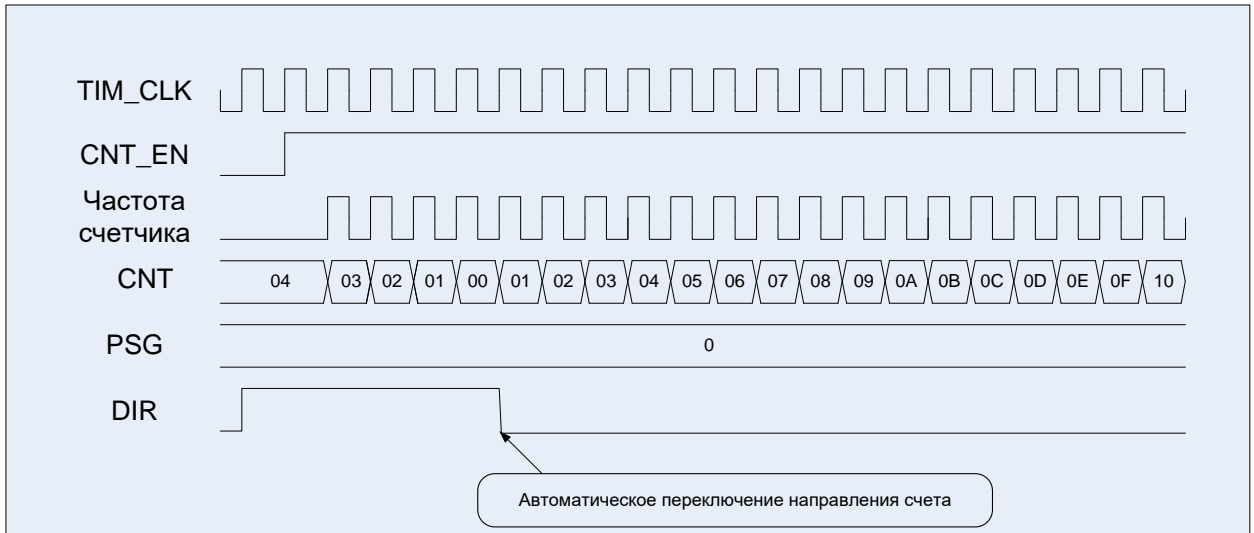 TIM_CLK
CNT_EN
Частота
счетчика
CNT 04 03 02 01 00 01 02 03 04 05 06 07 08 09 0A 0B 0C 0D 0E 0F 10
PSG 0
DIR
Автоматическое переключение направления счета